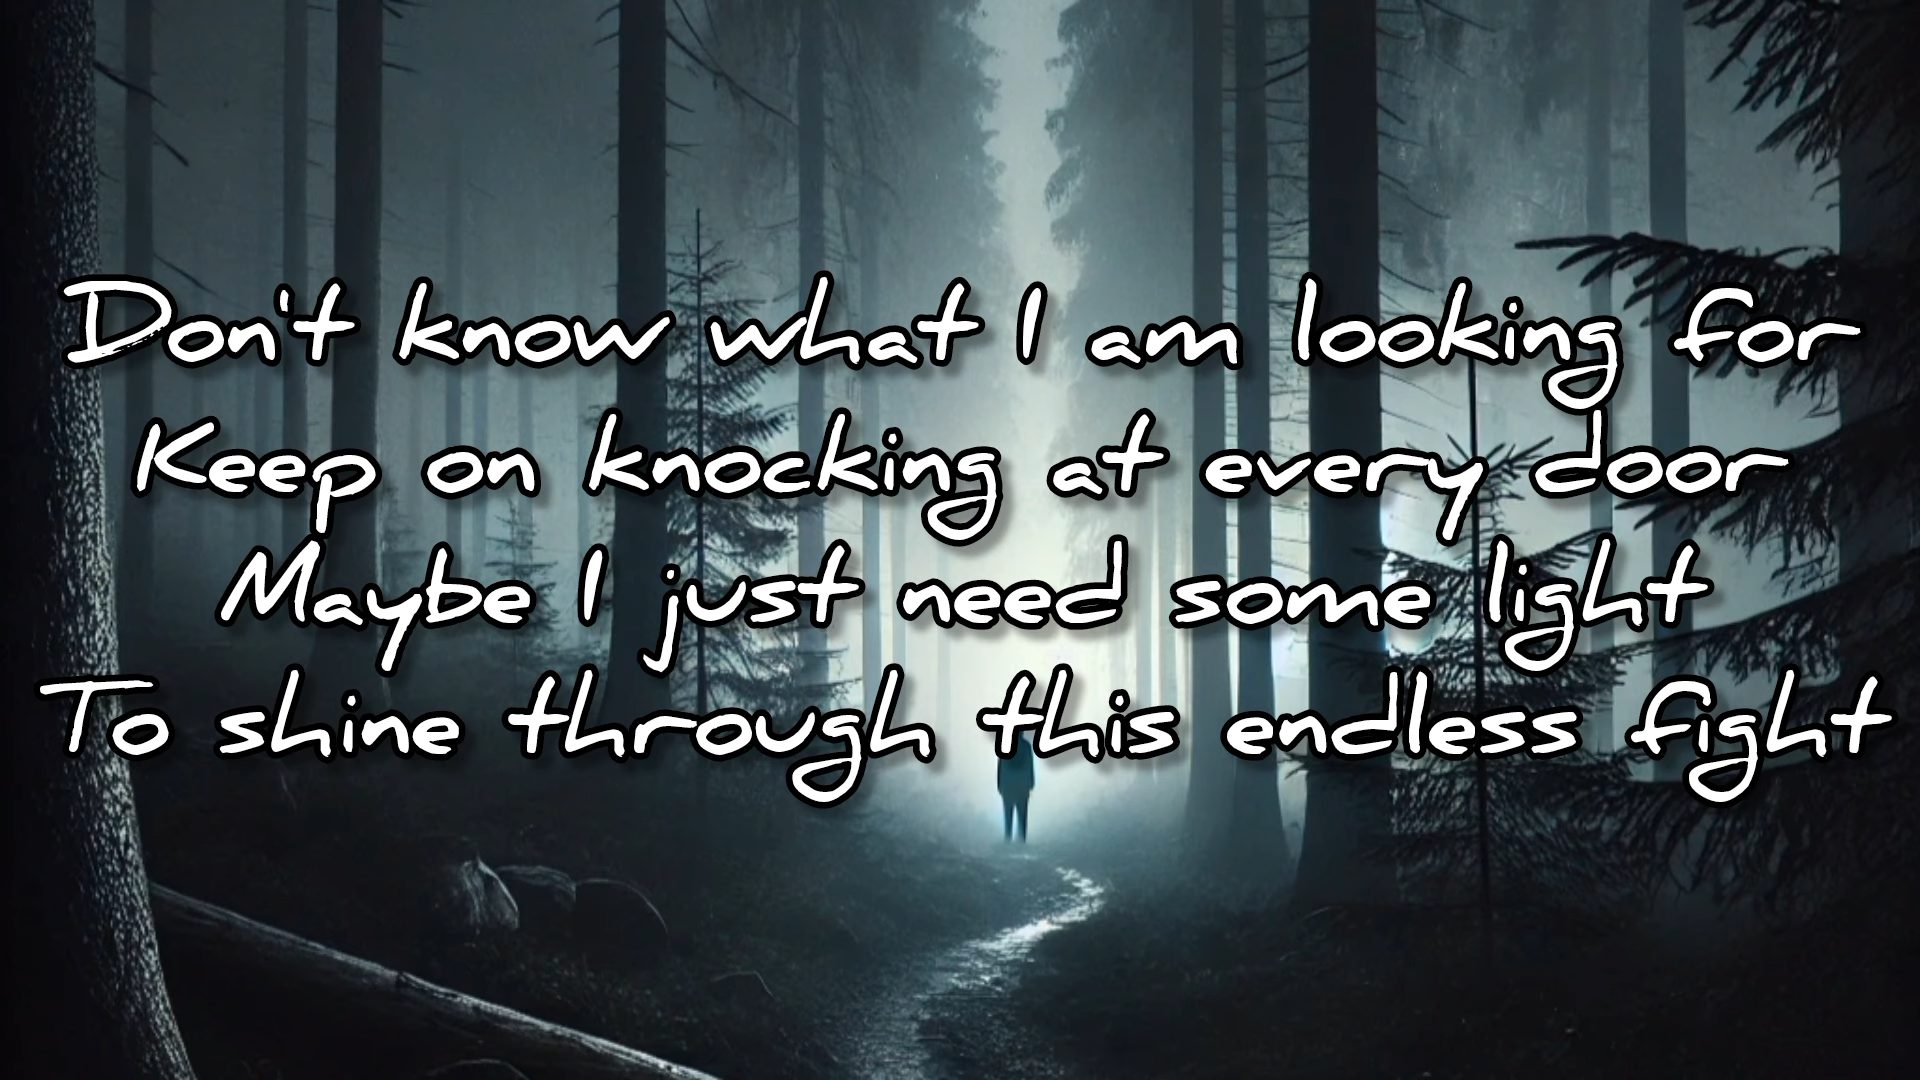 Don't know what I am looking for
Keep on knocking at every door
Maybe I just need some light
To shine through this endless fight